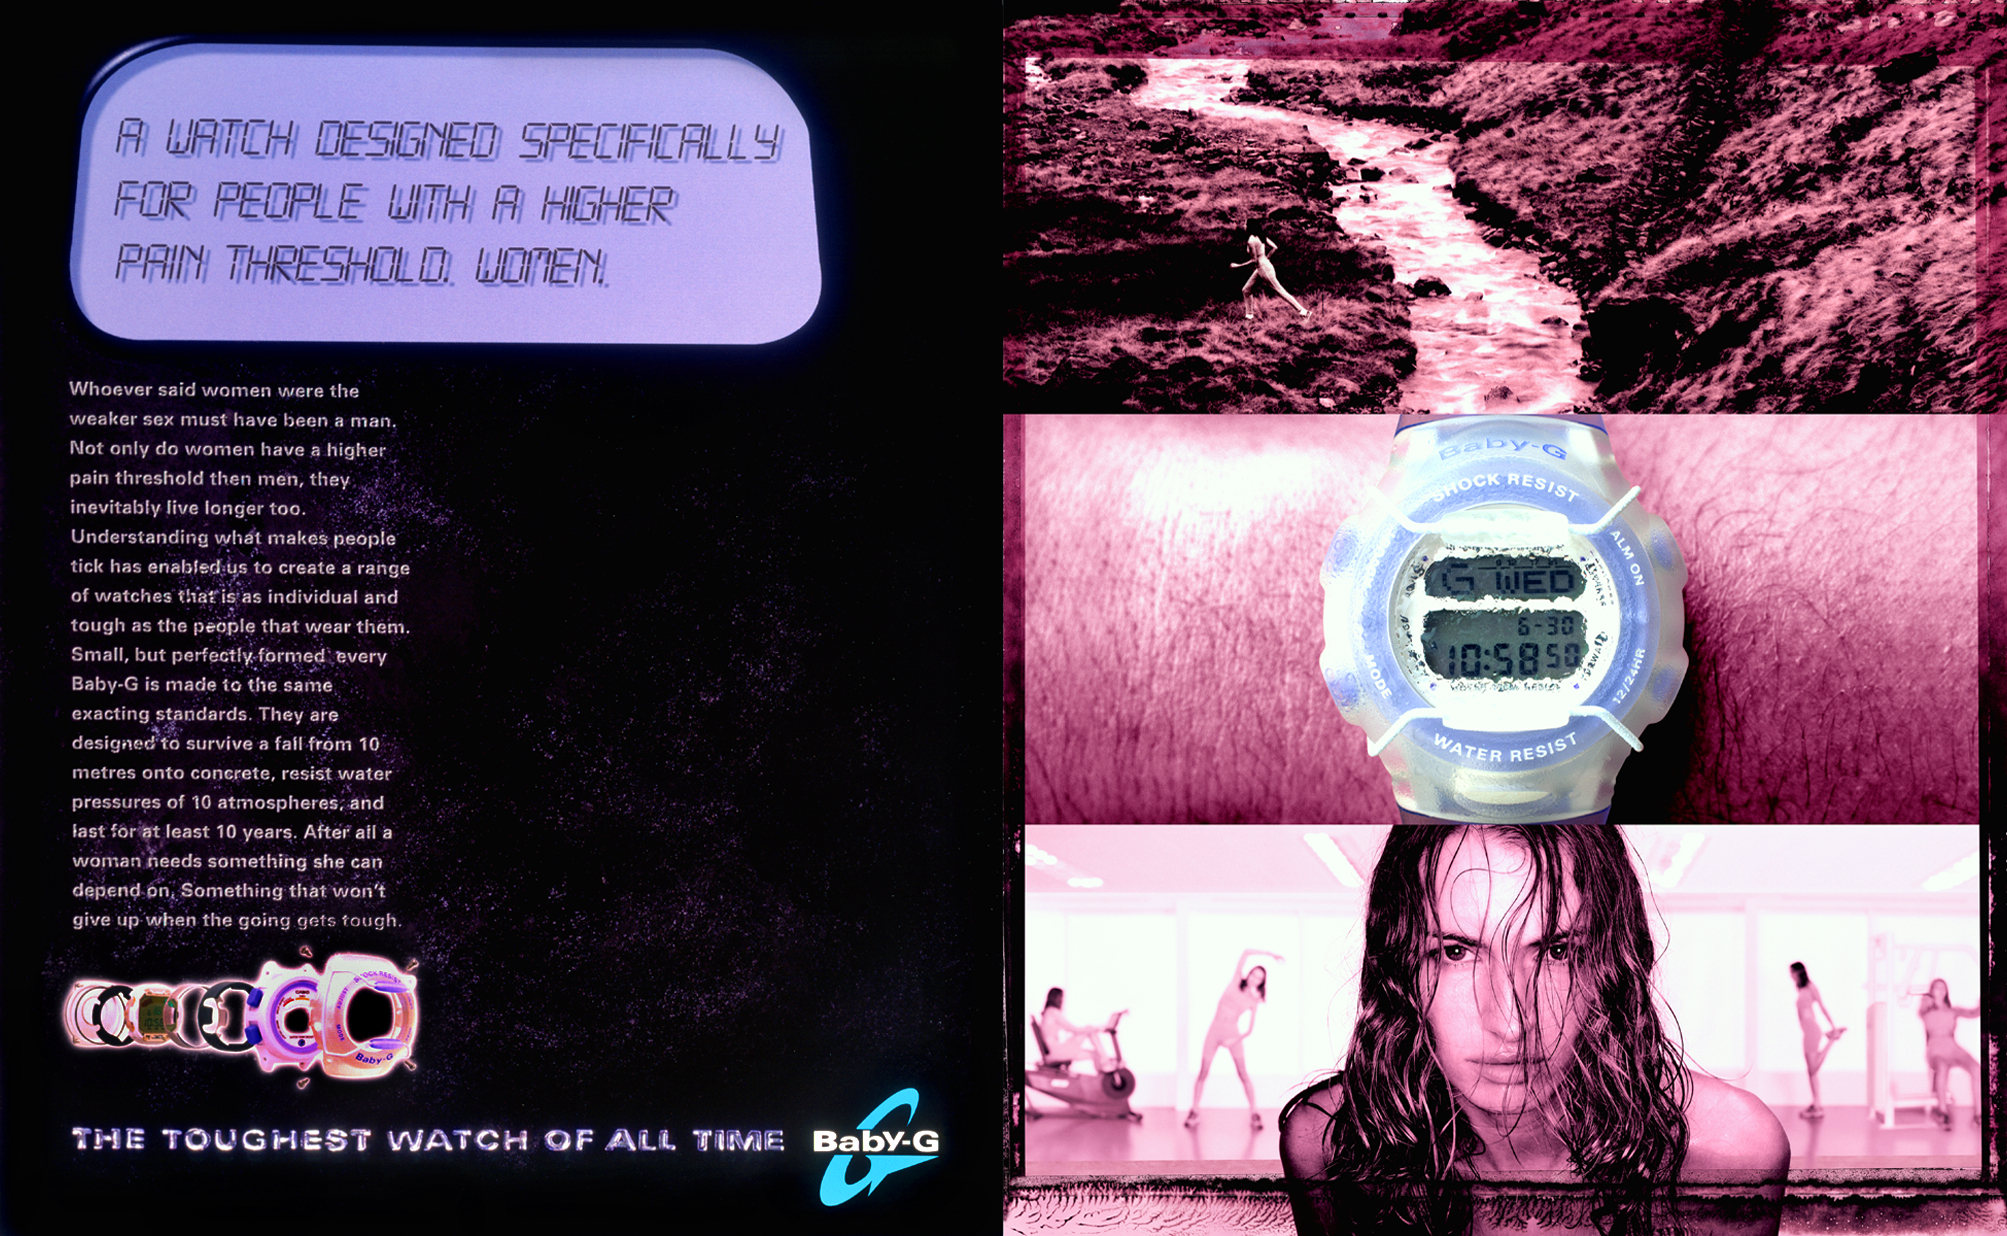 A WATCH DESIGNED SPECIFICALLY
FOR PEOPLE WITH A HIGHER
PAIN THRESHOLD. WOMEN.
Whoever said women were the
weaker sex must have been a man.
Not only do women have a higher
pain threshold then men, they
inevitably live longer too.
Understanding what makes people
tick has enabled us to create a range
of watches that is as individual and
tough as the people that wear them.
Small, but perfectly formed every
Baby-G is made to the same
exacting standards. They are
designed to survive a fall from 10
metres onto concrete, resist water
pressures of 10 atmospheres, and
last for at least 10 years. After all a
woman needs something she can
depend on. Something that won't
give up when the going gets tough.
SHOCK RESIST
MODE
Baby-G
THE TOUGHEST WATCH OF ALL TIME
Baby-G
Baby-G
SHOCK RESIST
ALM ON
G WED
6-30
10:58 50
MODE
12/24HR
WATER RESIST